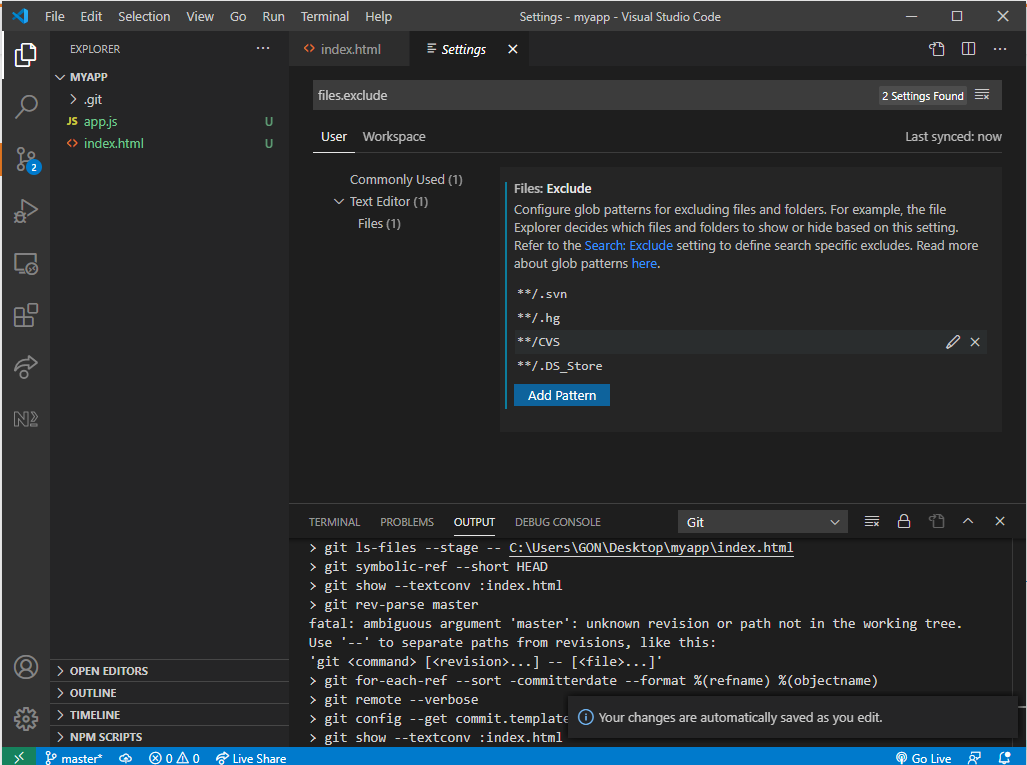 File Edit Selection View Go Run Terminal Help Settings - myapp - Visual Studio Code
EXPLORER
index.html
Settings
MYAPP
.git
JS app.js U
index.html U
2
files.exclude
2 Settings Found
User Workspace
Last synced: now
Commonly Used (1)
Text Editor (1)
Files (1)
Files: Exclude
Configure glob patterns for excluding files and folders. For example, the file
Explorer decides which files and folders to show or hide based on this setting.
Refer to the Search: Exclude setting to define search specific excludes. Read more
about glob patterns here.
**/.svn
**/.hg
**/CVS
**/.DS_Store
Add Pattern
TERMINAL PROBLEMS OUTPUT DEBUG CONSOLE Git
> git ls-files --stage -- C:\Users\GON\Desktop\myapp\index.html
> git symbolic-ref --short HEAD
> git show --textconv :index.html
> git rev-parse master
fatal: ambiguous argument 'master': unknown revision or path not in the working tree.
Use '--' to separate paths from revisions, like this:
'git <command> [<revision>...] -- [<file>...]'
> git for-each-ref --sort -committerdate --format %(refname) %(objectname)
> git remote --verbose
> git config --get commit.template
> git show --textconv :index.html
Your changes are automatically saved as you edit.
OPEN EDITORS
OUTLINE
TIMELINE
NPM SCRIPTS
master* 0 0 Live Share Go Live